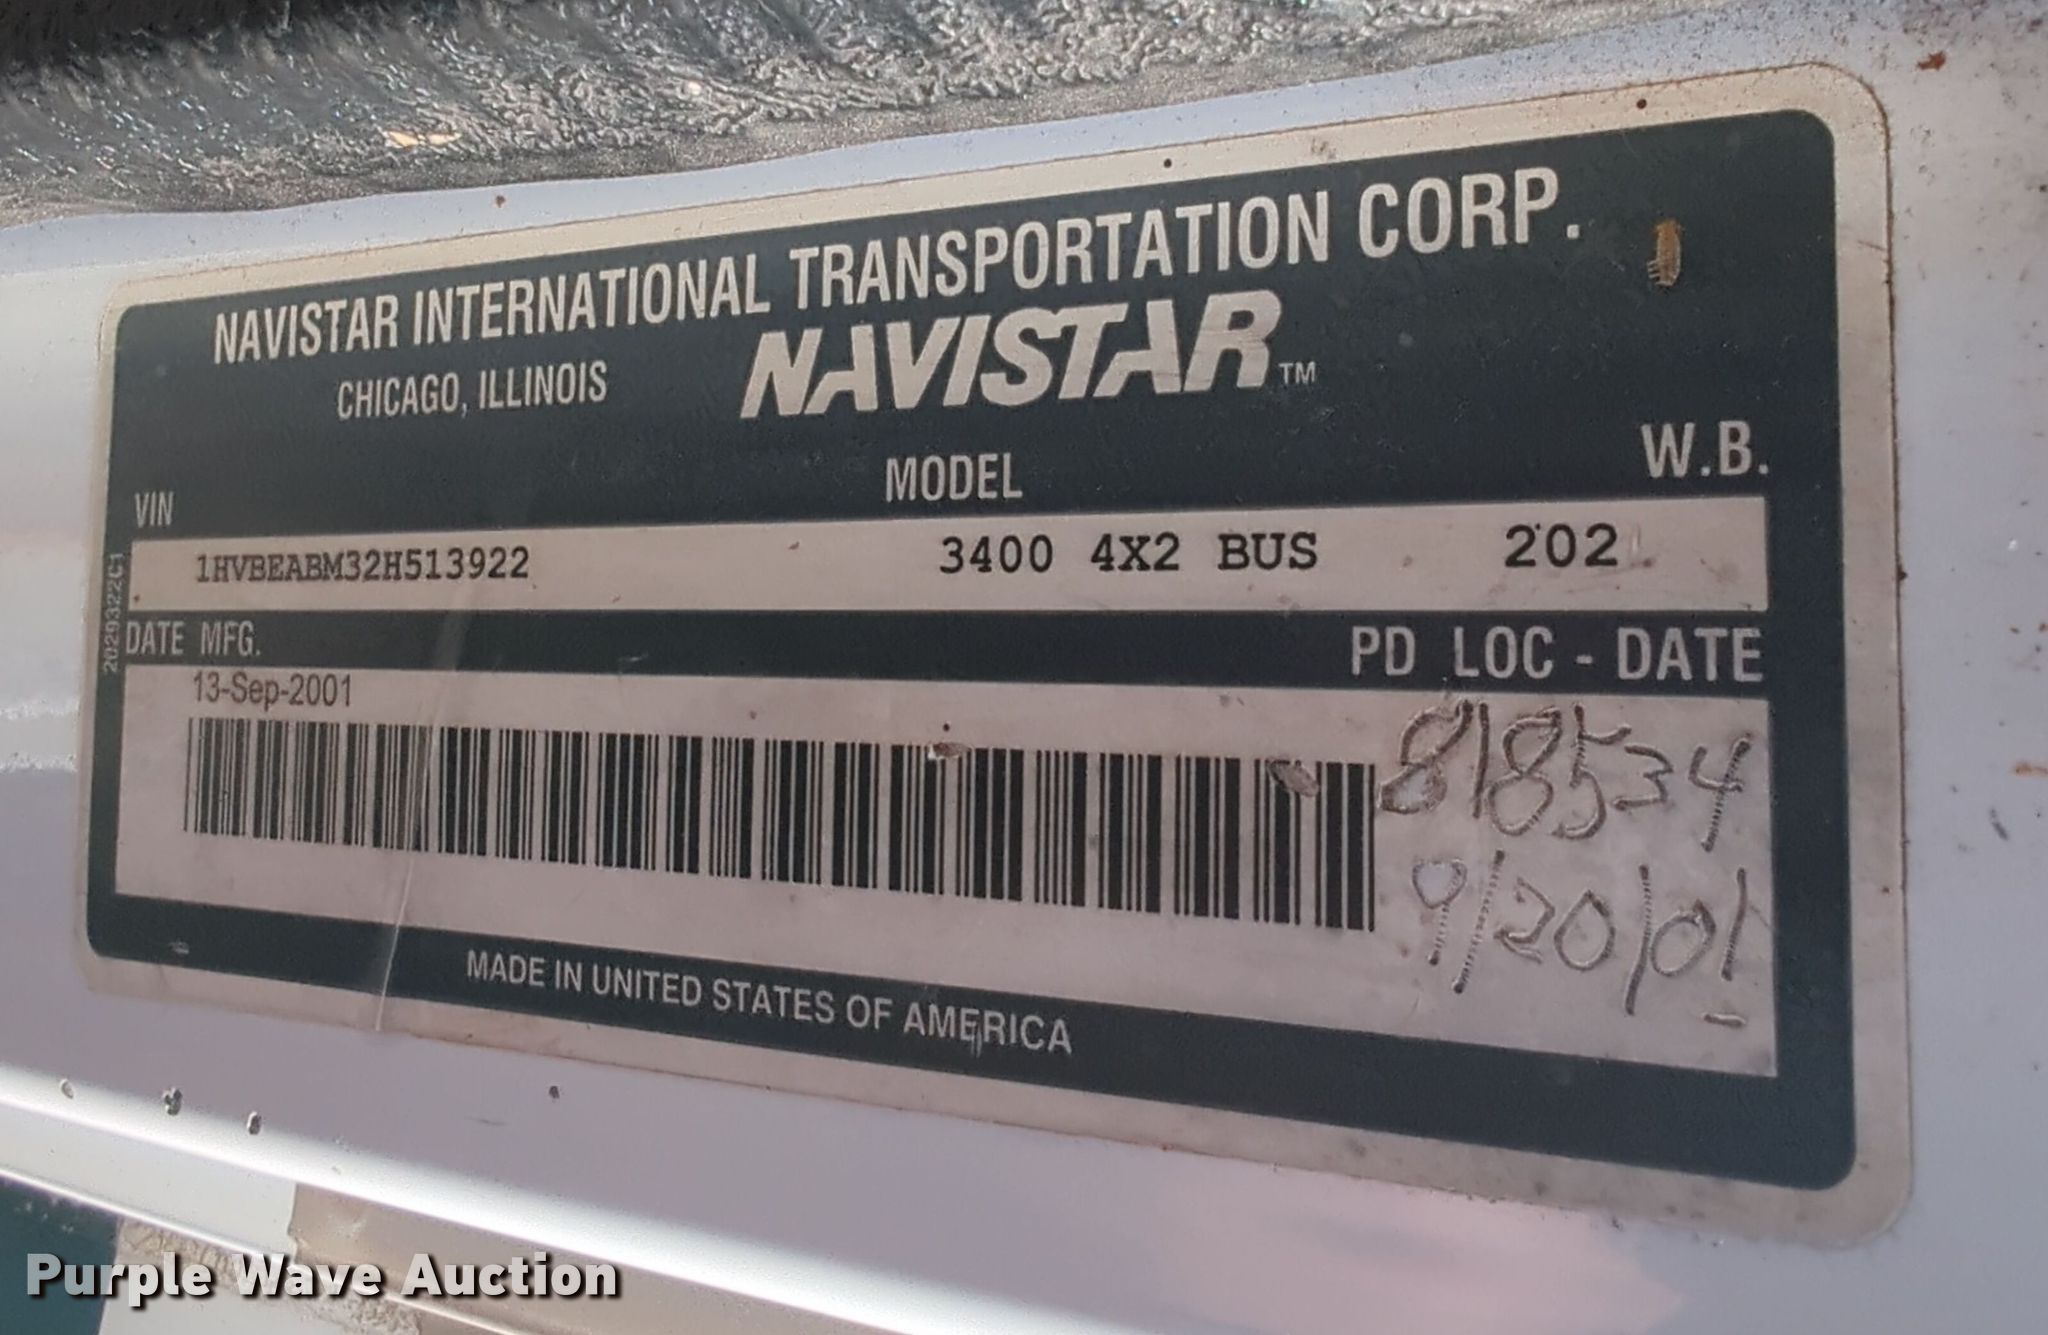 NAVISTAR INTERNATIONAL TRANSPORTATION CORP.
CHICAGO, ILLINOIS
NAVISTAR™
VIN
MODEL
W.B.
1HVBEABM32H513922
3400 4X2 BUS
202
2029322C1
DATE MFG.
PD LOC - DATE
13-Sep-2001
818534
9/20/01
MADE IN UNITED STATES OF AMERICA
Purple Wave Auction